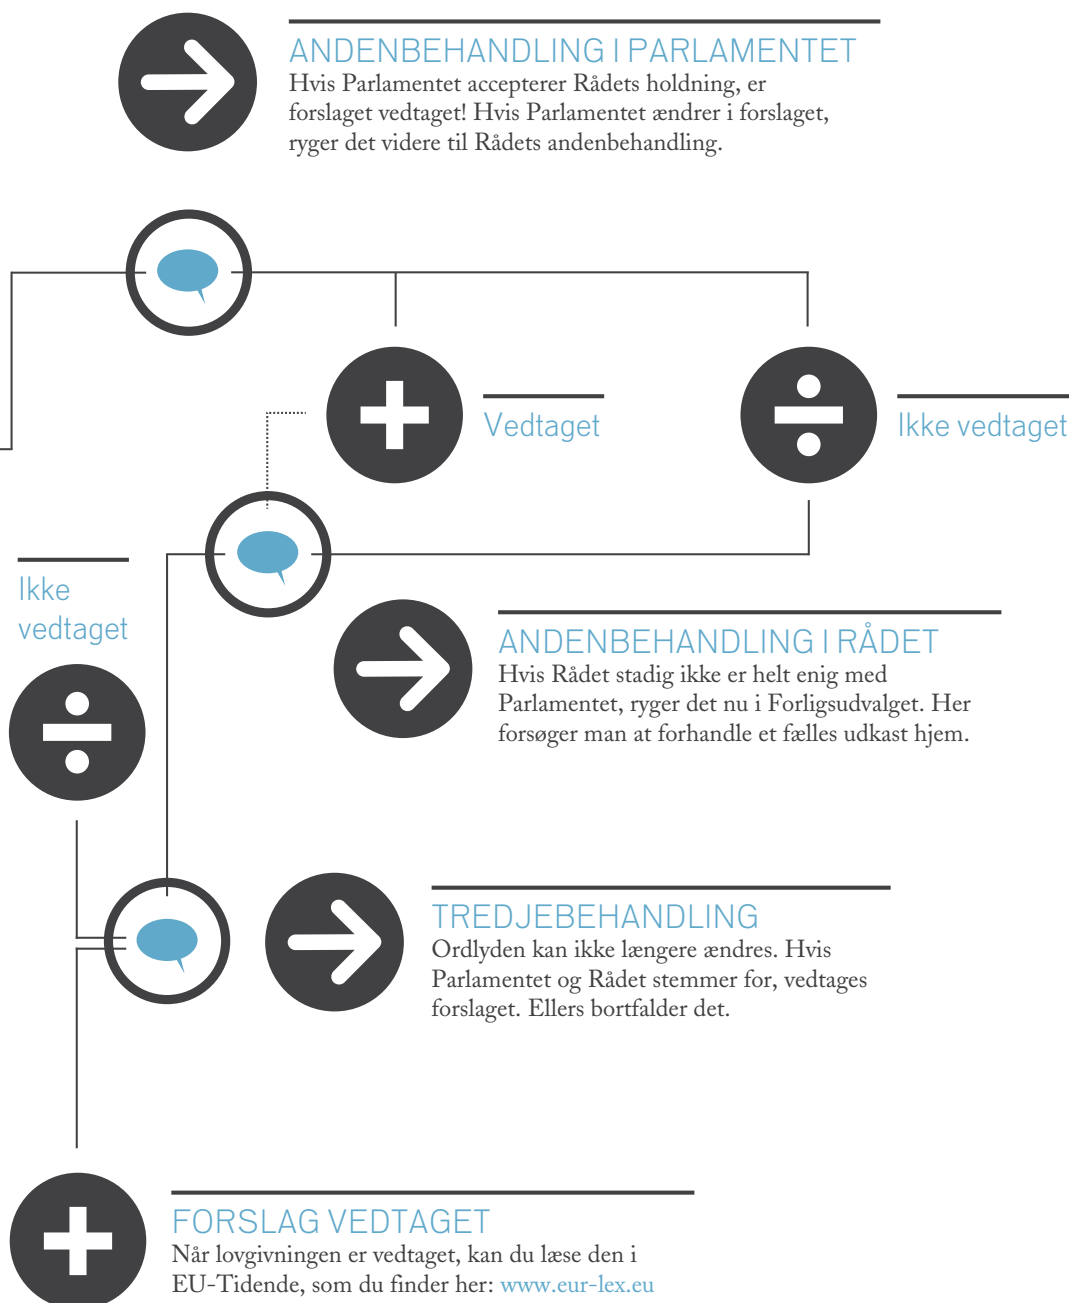 ANDENBEHANDLING I PARLAMENTET
Hvis Parlamentet accepterer Rådets holdning, er
forslaget vedtaget! Hvis Parlamentet ændrer i forslaget,
ryger det videre til Rådets andenbehandling.
Vedtaget
Ikke vedtaget
Ikke
vedtaget
ANDENBEHANDLING I RÅDET
Hvis Rådet stadig ikke er helt enig med
Parlamentet, ryger det nu i Forligsudvalget. Her
forsøger man at forhandle et fælles udkast hjem.
TREDJEBEHANDLING
Ordlyden kan ikke længere ændres. Hvis
Parlamentet og Rådet stemmer for, vedtages
forslaget. Ellers bortfalder det.
FORSLAG VEDTAGET
Når lovgivningen er vedtaget, kan du læse den i
EU-Tidende, som du finder her: www.eur-lex.eu